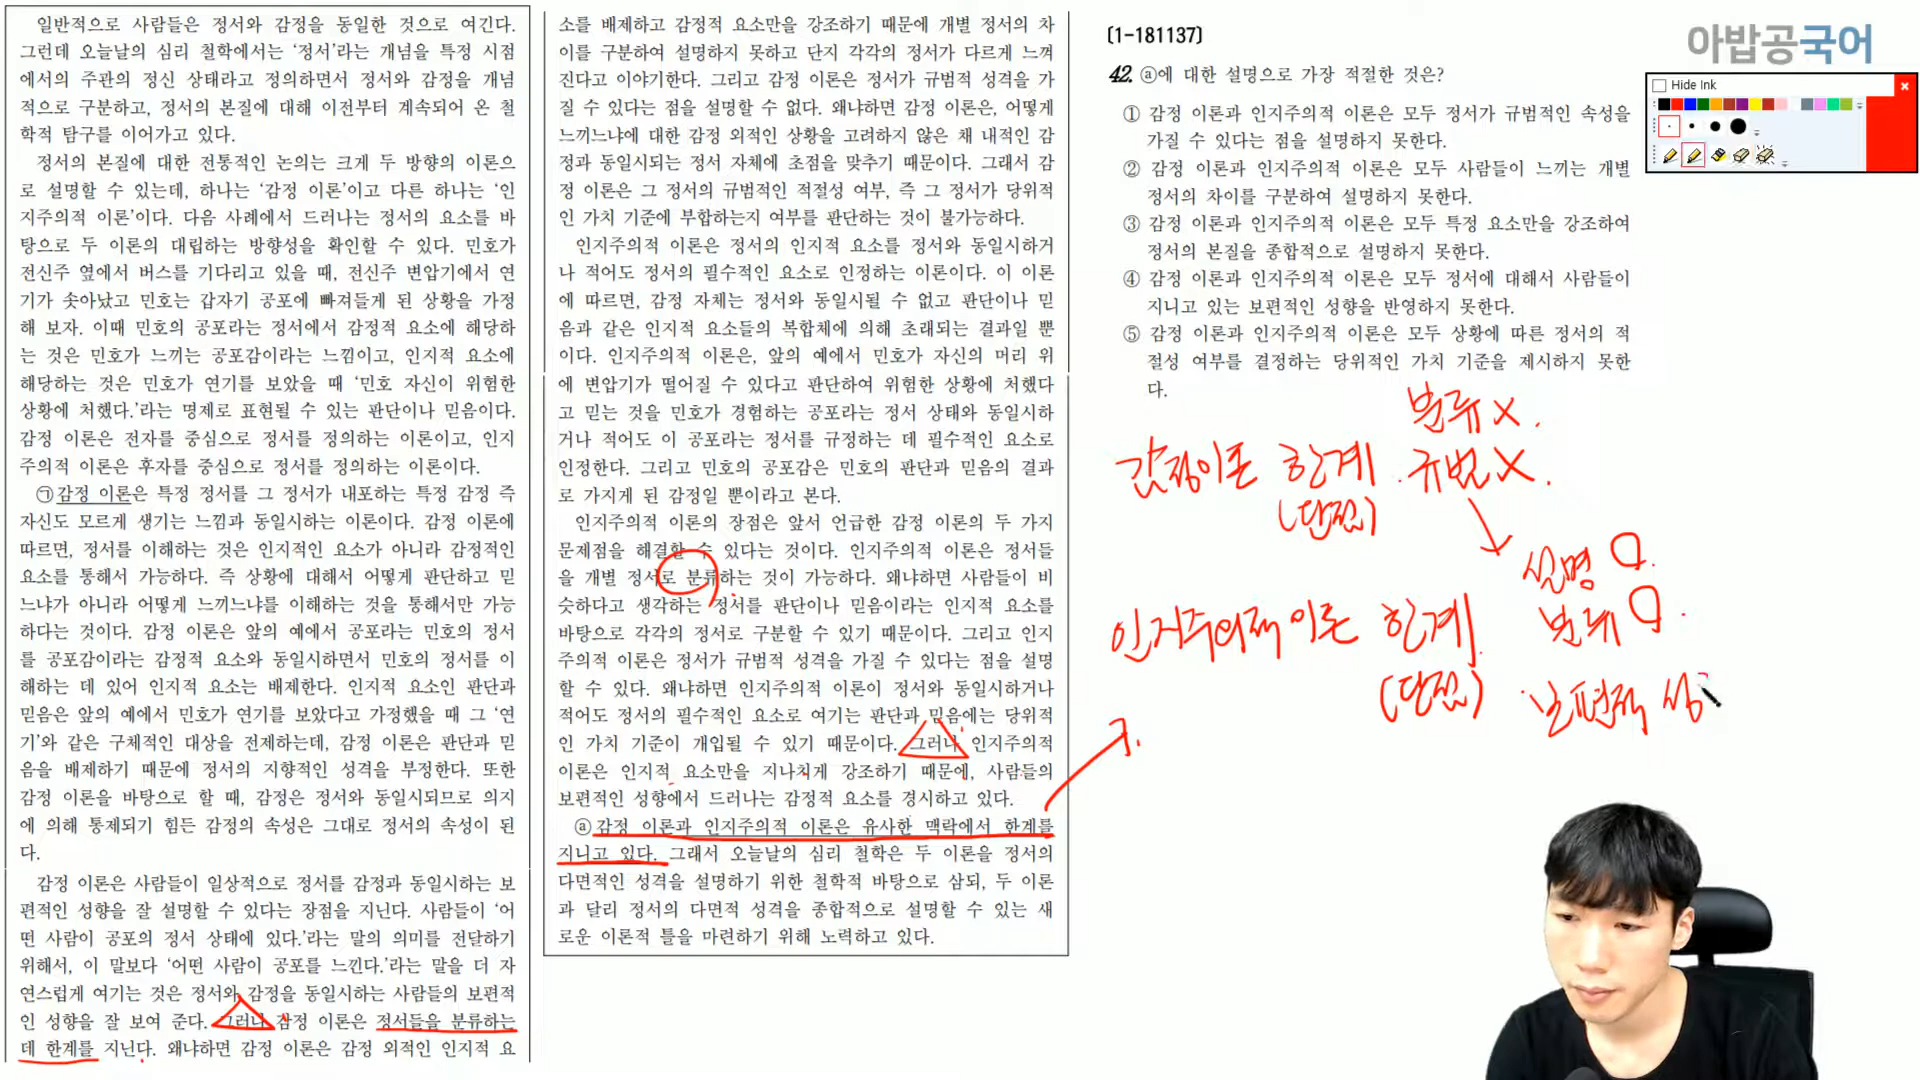 일반적으로 사람들은 정서와 감정을 동일한 것으로 여긴다.
그런데 오늘날의 심리 철학에서는 ‘정서’라는 개념을 특정 시점
에서의 주관의 정신 상태라고 정의하면서 정서와 감정을 개념
적으로 구분하고, 정서의 본질에 대해 이전부터 계속되어 온 철
학적 탐구를 이어가고 있다.
정서의 본질에 대한 전통적인 논의는 크게 두 방향의 이론으
로 설명할 수 있는데, 하나는 ‘감정 이론’이고 다른 하나는 ‘인
지주의적 이론’이다. 다음 사례에서 드러나는 정서의 요소를 바
탕으로 두 이론의 대립하는 방향성을 확인할 수 있다. 민호가
전신주 옆에서 버스를 기다리고 있을 때, 전신주 변압기에서 연
기가 솟아났고 민호는 갑자기 공포에 빠져들게 된 상황을 가정
해 보자. 이때 민호의 공포라는 정서에서 감정적 요소에 해당하
는 것은 민호가 느끼는 공포감이라는 느낌이고, 인지적 요소에
해당하는 것은 민호가 연기를 보았을 때 ‘민호 자신이 위험한
상황에 처했다.’라는 명제로 표현될 수 있는 판단이나 믿음이다.
감정 이론은 전자를 중심으로 정서를 정의하는 이론이고, 인지
주의적 이론은 후자를 중심으로 정서를 정의하는 이론이다.
㉠감정 이론은 특정 정서를 그 정서가 내포하는 특정 감정 즉
자신도 모르게 생기는 느낌과 동일시하는 이론이다. 감정 이론에
따르면, 정서를 이해하는 것은 인지적인 요소가 아니라 감정적인
요소를 통해서 가능하다. 즉 상황에 대해서 어떻게 판단하고 믿
느냐가 아니라 어떻게 느끼느냐를 이해하는 것을 통해서만 가능
하다는 것이다. 감정 이론은 앞의 예에서 공포라는 민호의 정서
를 공포감이라는 감정적 요소와 동일시하면서 민호의 정서를 이
해하는 데 있어 인지적 요소는 배제한다. 인지적 요소인 판단과
믿음은 앞의 예에서 민호가 연기를 보았다고 가정했을 때 그 ‘연
기’와 같은 구체적인 대상을 전제하는데, 감정 이론은 판단과 믿
음을 배제하기 때문에 정서의 지향적인 성격을 부정한다. 또한
감정 이론을 바탕으로 할 때, 감정은 정서와 동일시되므로 의지
에 의해 통제되기 힘든 감정의 속성은 그대로 정서의 속성이 된
다.
감정 이론은 사람들이 일상적으로 정서를 감정과 동일시하는 보
편적인 성향을 잘 설명할 수 있다는 장점을 지닌다. 사람들이 ‘어
떤 사람이 공포의 정서 상태에 있다.’라는 말의 의미를 전달하기
위해서, 이 말보다 ‘어떤 사람이 공포를 느낀다.’라는 말을 더 자
연스럽게 여기는 것은 정서와 감정을 동일시하는 사람들의 보편적
인 성향을 잘 보여 준다. 그러나 감정 이론은 정서들을 분류하는
데 한계를 지닌다. 왜냐하면 감정 이론은 감정 외적인 인지적 요
소를 배제하고 감정적 요소만을 강조하기 때문에 개별 정서의 차
이를 구분하여 설명하지 못하고 단지 각각의 정서가 다르게 느껴
진다고 이야기한다. 그리고 감정 이론은 정서가 규범적 성격을 가
질 수 있다는 점을 설명할 수 없다. 왜냐하면 감정 이론은, 어떻게
느끼느냐에 대한 감정 외적인 상황을 고려하지 않은 채 내적인 감
정과 동일시되는 정서 자체에 초점을 맞추기 때문이다. 그래서 감
정 이론은 그 정서의 규범적인 적절성 여부, 즉 그 정서가 당위적
인 가치 기준에 부합하는지 여부를 판단하는 것이 불가능하다.
인지주의적 이론은 정서의 인지적 요소를 정서와 동일시하거
나 적어도 정서의 필수적인 요소로 인정하는 이론이다. 이 이론
에 따르면, 감정 자체는 정서와 동일시될 수 없고 판단이나 믿
음과 같은 인지적 요소들의 복합체에 의해 초래되는 결과일 뿐
이다. 인지주의적 이론은, 앞의 예에서 민호가 자신의 머리 위
에 변압기가 떨어질 수 있다고 판단하여 위험한 상황에 처했다
고 믿는 것을 민호가 경험하는 공포라는 정서 상태와 동일시하
거나 적어도 이 공포라는 정서를 규정하는 데 필수적인 요소로
인정한다. 그리고 민호의 공포감은 민호의 판단과 믿음의 결과
로 가지게 된 감정일 뿐이라고 본다.
인지주의적 이론의 장점은 앞서 언급한 감정 이론의 두 가지
문제점을 해결할 수 있다는 것이다. 인지주의적 이론은 정서들
을 개별 정서로 분류하는 것이 가능하다. 왜냐하면 사람들이 비
슷하다고 생각하는 정서를 판단이나 믿음이라는 인지적 요소를
바탕으로 각각의 정서로 구분할 수 있기 때문이다. 그리고 인지
주의적 이론은 정서가 규범적 성격을 가질 수 있다는 점을 설명
할 수 있다. 왜냐하면 인지주의적 이론이 정서와 동일시하거나
적어도 정서의 필수적인 요소로 여기는 판단과 믿음에는 당위적
인 가치 기준이 개입될 수 있기 때문이다. 그러나 인지주의적
이론은 인지적 요소만을 지나치게 강조하기 때문에, 사람들의
보편적인 성향에서 드러나는 감정적 요소를 경시하고 있다.
ⓐ감정 이론과 인지주의적 이론은 유사한 맥락에서 한계를
지니고 있다. 그래서 오늘날의 심리 철학은 두 이론을 정서의
다면적인 성격을 설명하기 위한 철학적 바탕으로 삼되, 두 이론
과 달리 정서의 다면적 성격을 종합적으로 설명할 수 있는 새
로운 이론적 틀을 마련하기 위해 노력하고 있다.
[1-181137]
42. ⓐ에 대한 설명으로 가장 적절한 것은?
① 감정 이론과 인지주의적 이론은 모두 정서가 규범적인 속성을
가질 수 있다는 점을 설명하지 못한다.
② 감정 이론과 인지주의적 이론은 모두 사람들이 느끼는 개별
정서의 차이를 구분하여 설명하지 못한다.
③ 감정 이론과 인지주의적 이론은 모두 특정 요소만을 강조하여
정서의 본질을 종합적으로 설명하지 못한다.
④ 감정 이론과 인지주의적 이론은 모두 정서에 대해서 사람들이
지니고 있는 보편적인 성향을 반영하지 못한다.
⑤ 감정 이론과 인지주의적 이론은 모두 상황에 따른 정서의 적
절성 여부를 결정하는 당위적인 가치 기준을 제시하지 못한
다.
분류 X.
감정이론 한계 . 규범 X.
(단점)
설명 O.
인지주의적 이론 한계 분류 O.
(단점) 보편적 성
아밥공국어
Hide Ink